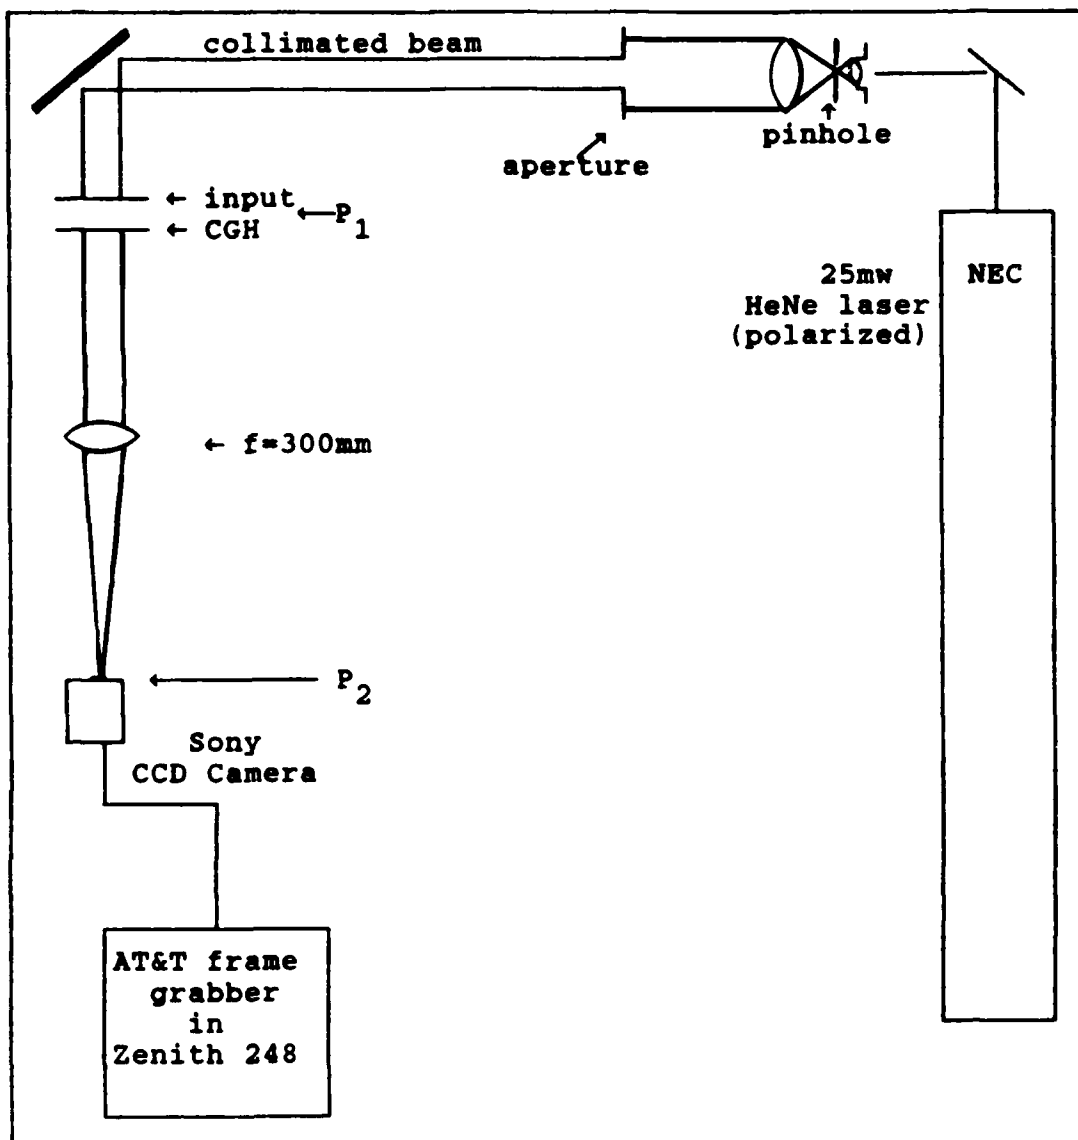 collimated beam
pinhole
aperture
← input
← P1
← CGH
25mw
HeNe laser
(polarized)
NEC
← f=300mm
P2
Sony
CCD Camera
AT&T frame
grabber
in
Zenith 248